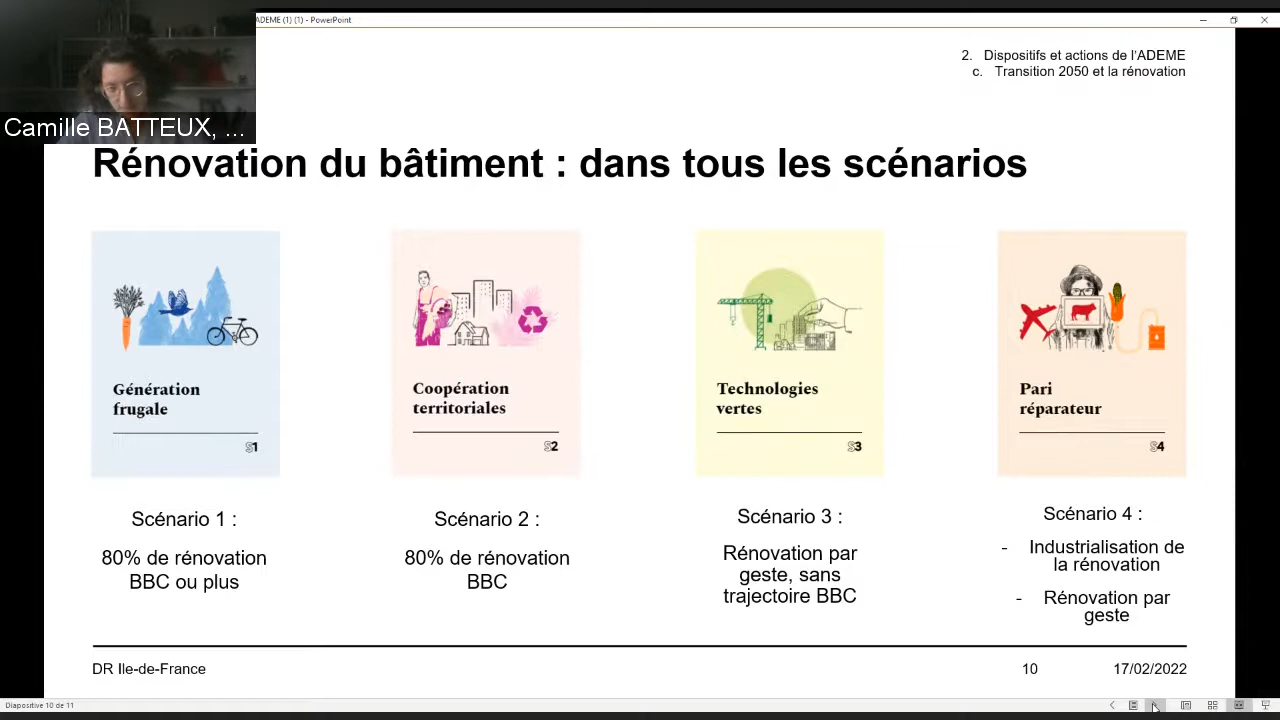 ADEME (1) (1) - PowerPoint
Camille BATTEUX, ...
2. Dispositifs et actions de l'ADEME
c. Transition 2050 et la rénovation
Rénovation du bâtiment : dans tous les scénarios
Génération
frugale
S1
Coopération
territoriales
S2
Technologies
vertes
S3
Pari
réparateur
S4
Scénario 1 :
80% de rénovation
BBC ou plus
Scénario 2 :
80% de rénovation
BBC
Scénario 3 :
Rénovation par
geste, sans
trajectoire BBC
Scénario 4 :
- Industrialisation de
la rénovation
- Rénovation par
geste
DR Ile-de-France
10
17/02/2022
Diapositive 10 de 11